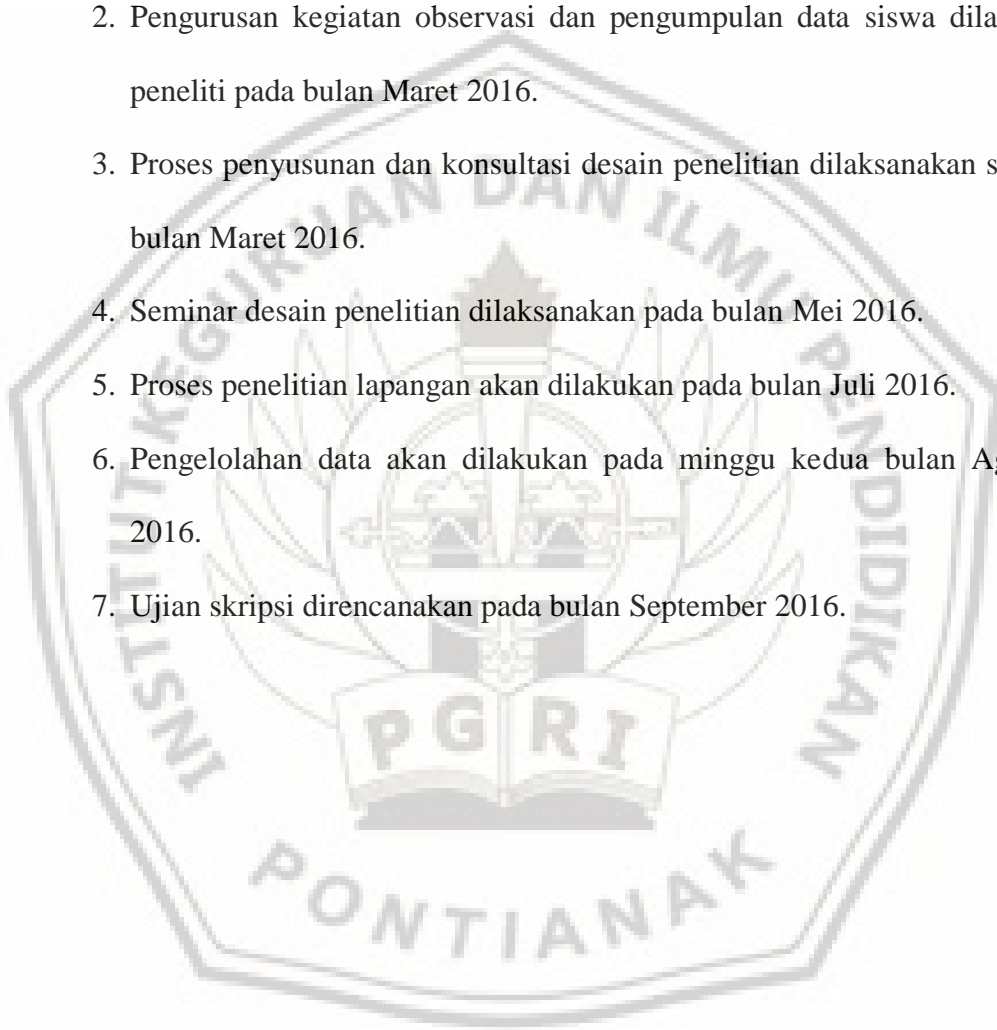 2. Pengurusan kegiatan observasi dan pengumpulan data siswa
peneliti pada bulan Maret 2016.
3. Proses penyusunan dan konsultasi desain penelitian dilaksanakan
bulan Maret 2016.
4. Seminar desain penelitian dilaksanakan pada bulan Mei 2016.
5. Proses penelitian lapangan akan dilakukan pada bulan Juli 2016.
6. Pengelolahan data akan dilakukan pada minggu kedua bulan
2016.
7. Ujian skripsi direncanakan pada bulan September 2016.
INSTITUT KEGURUAN DAN ILMU PENDIDIKAN
PGRI
PONTIANAK